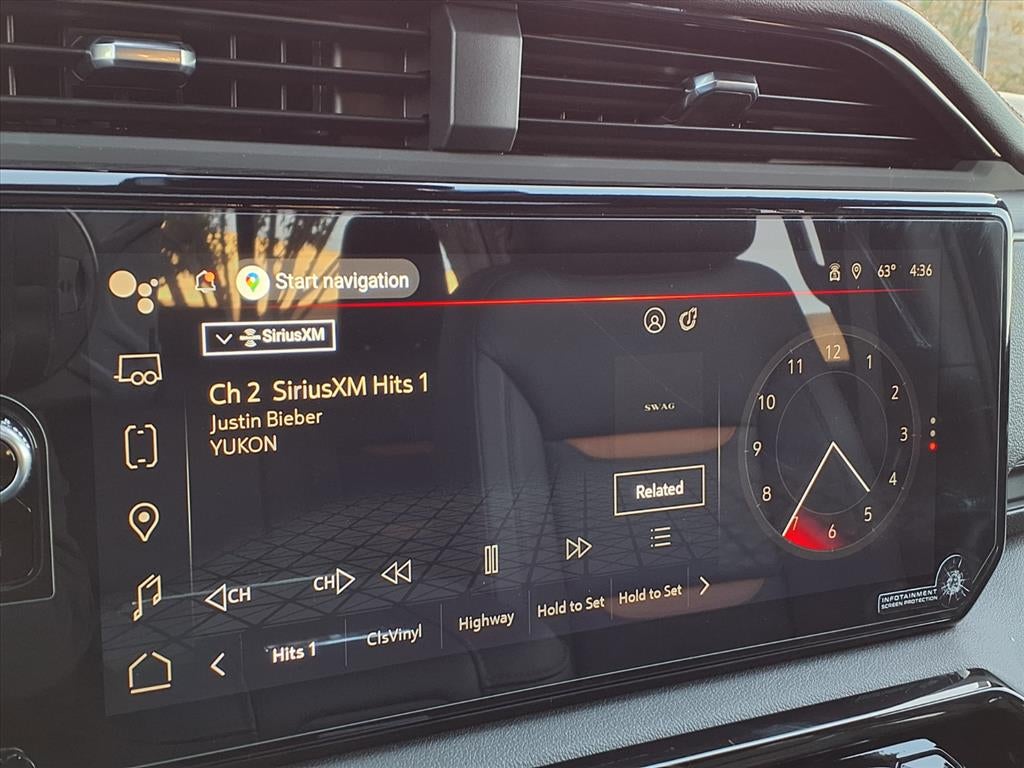 Start navigation
63° 4:36
SiriusXM
Ch 2 SiriusXM Hits 1
Justin Bieber
YUKON
SWAG
Related
12
1
2
3
4
5
6
7
8
9
10
11
CH
CH
Hits 1
ClsVinyl
Highway
Hold to Set
Hold to Set
INFOTAINMENT
SCREEN PROTECTION